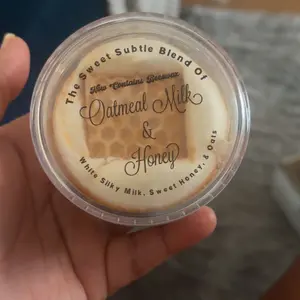 The Sweet Subtle Blend Of
Now Contains Beeswax
Oatmeal Milk
&
Honey
White Silky Milk, Sweet Honey, & Oats